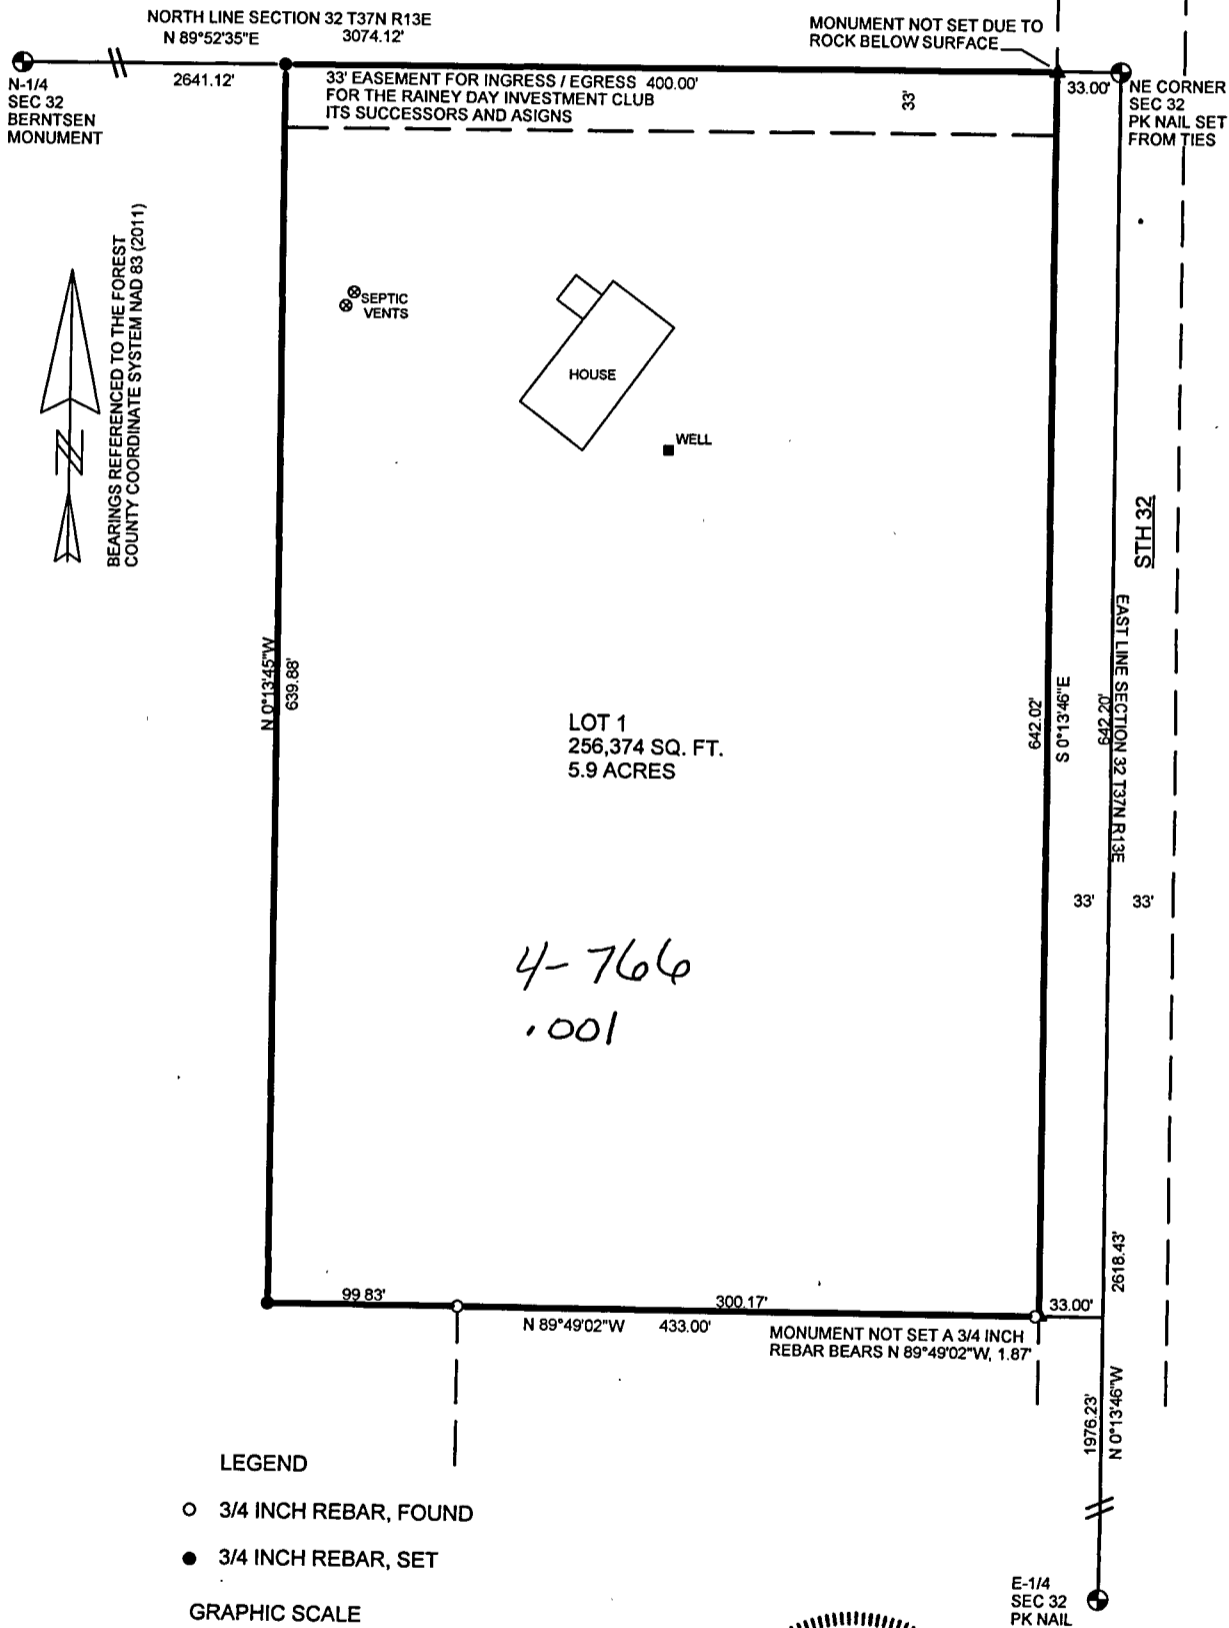 NORTH LINE SECTION 32 T37N R13E
N 89°52'35"E 3074.12'
MONUMENT NOT SET DUE TO
ROCK BELOW SURFACE
2641.12'
33' EASEMENT FOR INGRESS / EGRESS 400.00'
FOR THE RAINEY DAY INVESTMENT CLUB
ITS SUCCESSORS AND ASIGNS
33'
33.00'
N-1/4
SEC 32
BERNTSEN
MONUMENT
NE CORNER
SEC 32
PK NAIL SET
FROM TIES
BEARINGS REFERENCED TO THE FOREST
COUNTY COORDINATE SYSTEM NAD 83 (2011)
N
SEPTIC
VENTS
HOUSE
WELL
STH 32
EAST LINE SECTION 32 T37N R13E
N 0°13'45"W
639.88'
LOT 1
256,374 SQ. FT.
5.9 ACRES
642.02'
S 0°13'46"E
642.20'
33' 33'
4-766
.001
2618.43'
99.83'
300.17'
33.00'
N 89°49'02"W 433.00'
MONUMENT NOT SET A 3/4 INCH
REBAR BEARS N 89°49'02"W, 1.87'
1976.23'
N 0°13'46"W
LEGEND
3/4 INCH REBAR, FOUND
3/4 INCH REBAR, SET
GRAPHIC SCALE
E-1/4
SEC 32
PK NAIL